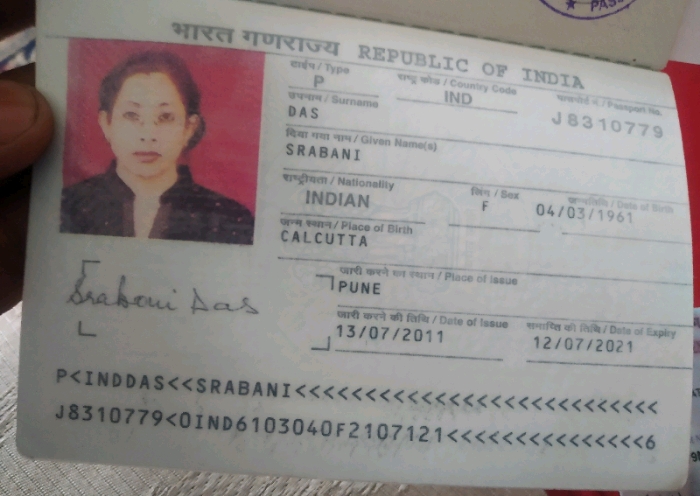 PASS
भारत गणराज्य REPUBLIC OF INDIA
टाईप / Type राष्ट्र कोड / Country Code पासपोर्ट नं. / Passport No.
P IND J8310779
उपनाम / Surname
DAS
दिया गया नाम / Given Name(s)
SRABANI
राष्ट्रीयता / Nationality लिंग / Sex जन्मतिथि / Date of Birth
INDIAN F 04/03/1961
जन्म स्थान / Place of Birth
CALCUTTA
जारी करने का स्थान / Place of Issue
PUNE
Srabani Das
जारी करने की तिथि / Date of Issue समाप्ति की तिथि / Date of Expiry
13/07/2011 12/07/2021
P<INDDAS<<SRABANI<<<<<<<<<<<<<<<<<<<<<<<<<<<
J8310779<0IND6103040F2107121<<<<<<<<<<<<<<<6